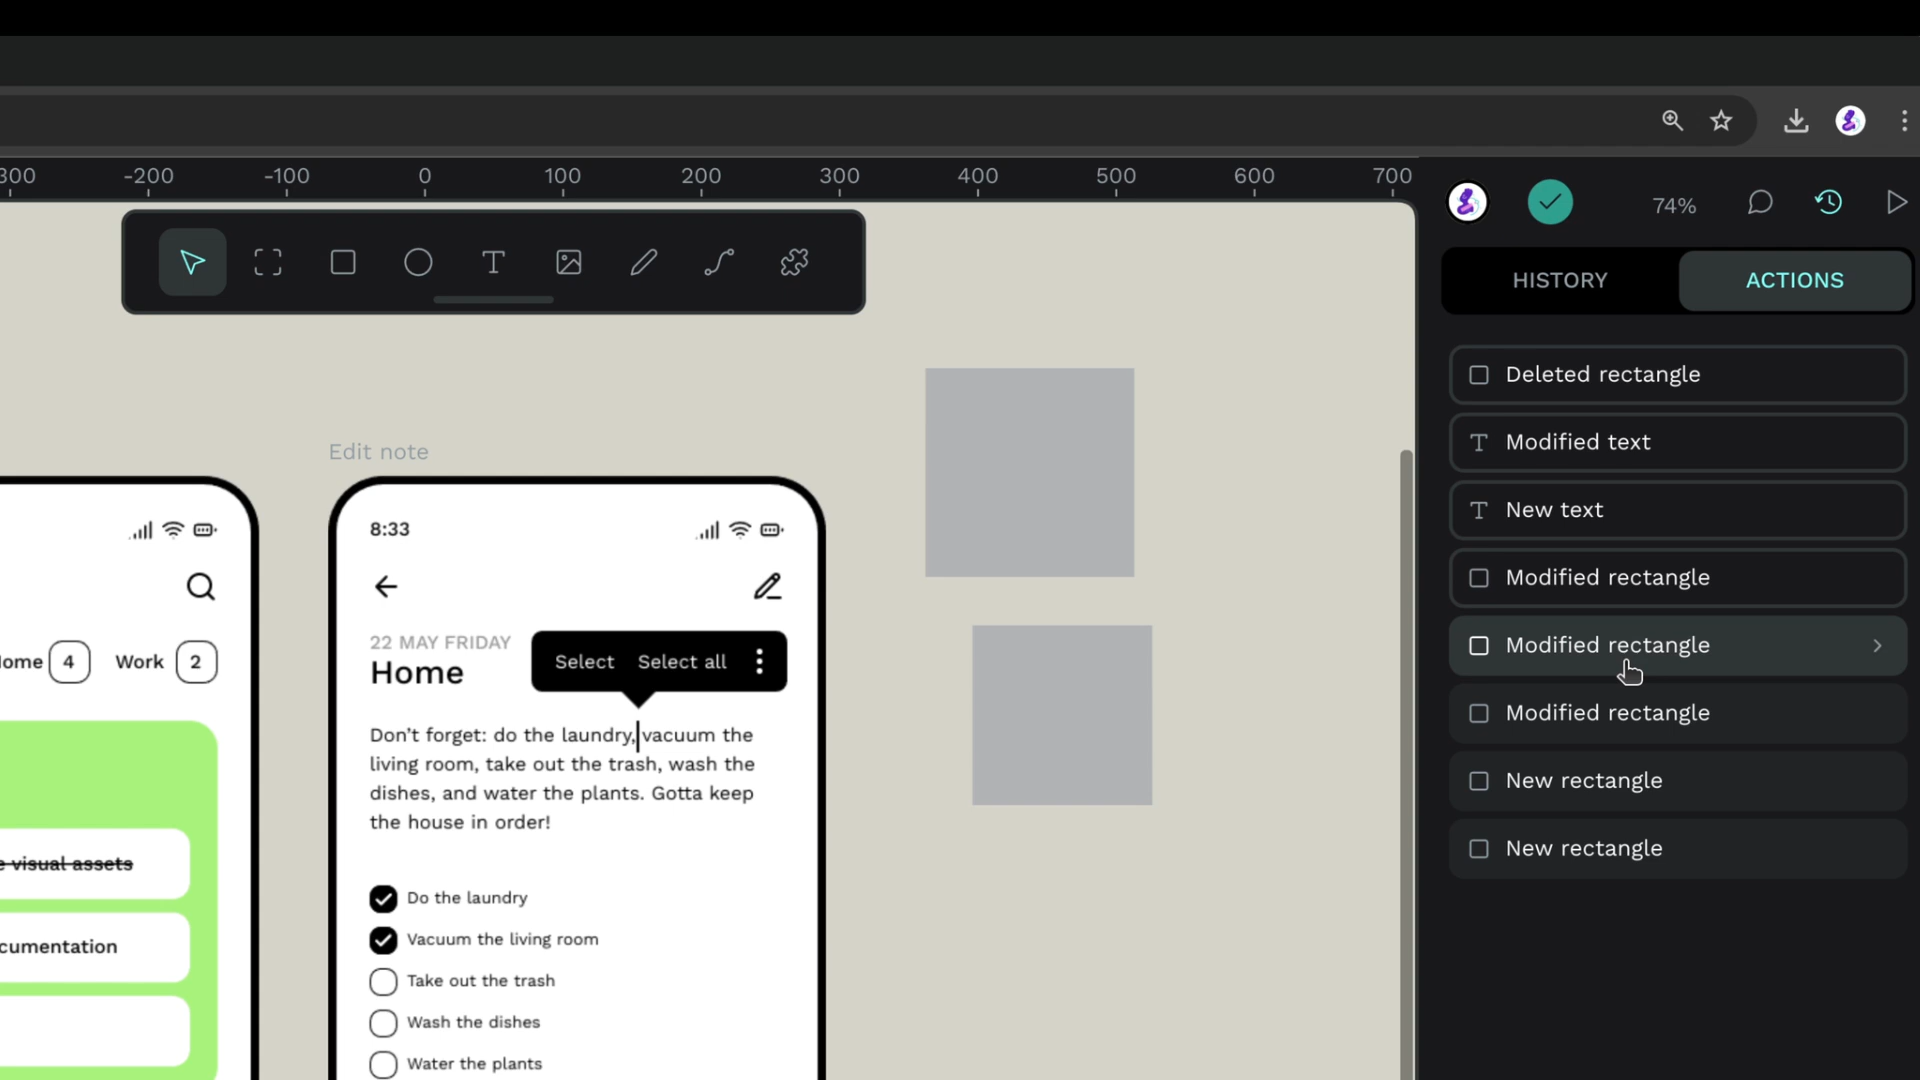 300 -200 -100 0 100 200 300 400 500 600 700
74%
HISTORY ACTIONS
Deleted rectangle
Modified text
New text
Modified rectangle
Modified rectangle
Modified rectangle
New rectangle
New rectangle
ome 4 Work 2
e visual assets
cumentation
Edit note
8:33
22 MAY FRIDAY
Home
Select Select all
Don't forget: do the laundry, vacuum the
living room, take out the trash, wash the
dishes, and water the plants. Gotta keep
the house in order!
Do the laundry
Vacuum the living room
Take out the trash
Wash the dishes
Water the plants